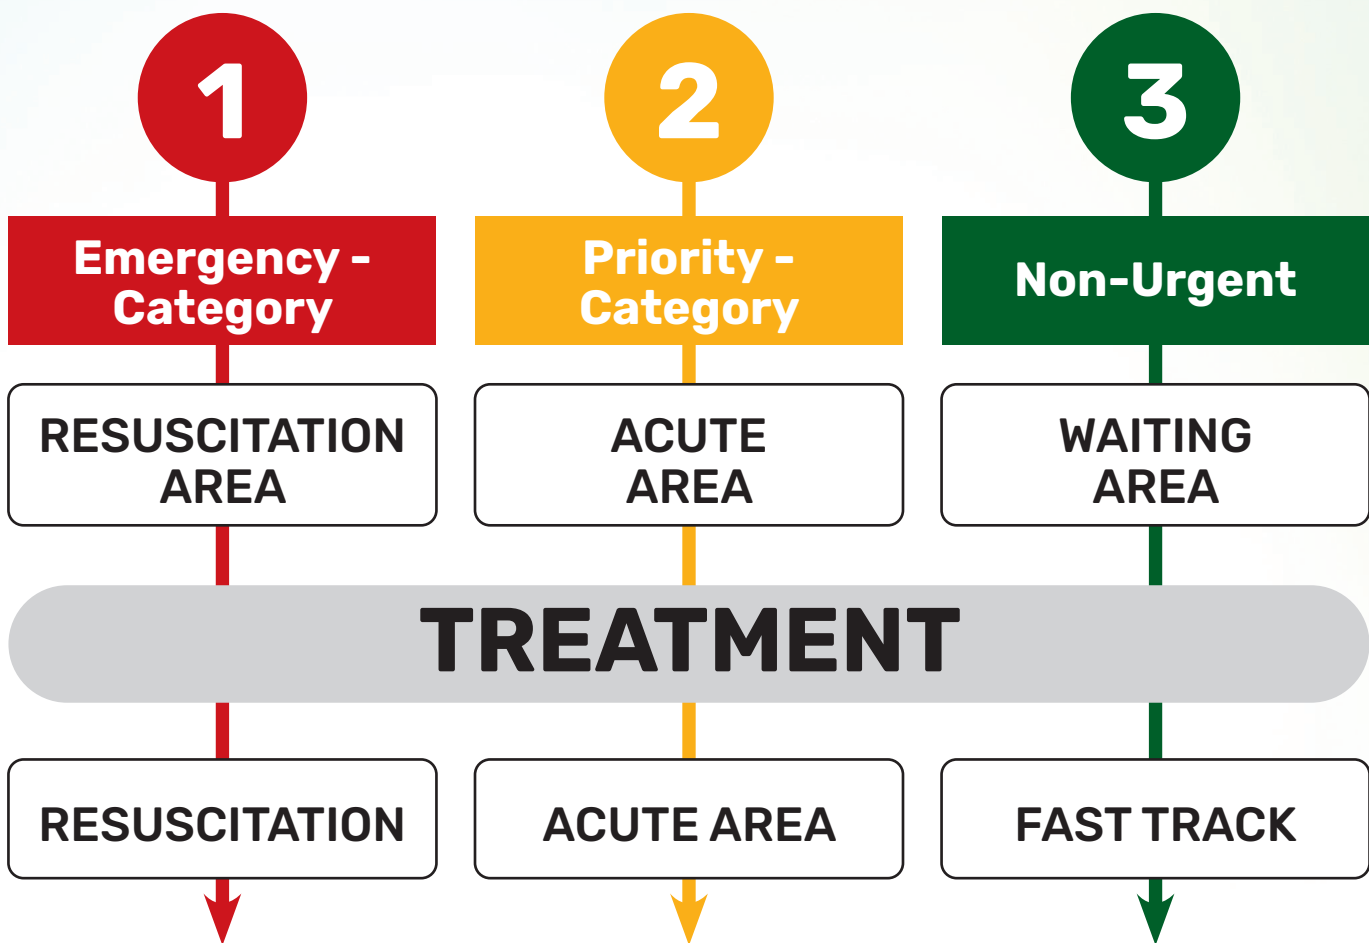 1
2
3
Emergency -
Category
Priority -
Category
Non-Urgent
RESUSCITATION
AREA
ACUTE
AREA
WAITING
AREA
TREATMENT
RESUSCITATION
ACUTE AREA
FAST TRACK